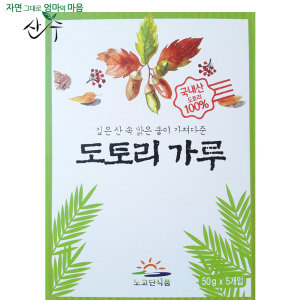 자연 그대로 엄마의 마음
산수
국내산
도토리
100%
깊은 산 속 맑은 물이 가져다준
도토리 가루
노고단식품
50g x 5개입